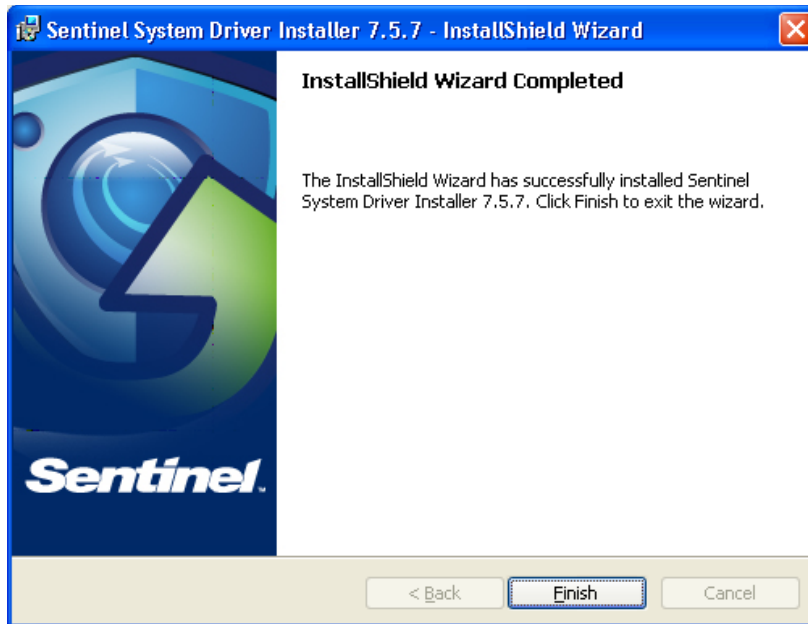 Sentinel System Driver Installer 7.5.7 - InstallShield Wizard
InstallShield Wizard Completed
The InstallShield Wizard has successfully installed Sentinel
System Driver Installer 7.5.7. Click Finish to exit the wizard.
Sentinel.
< Back
Finish
Cancel